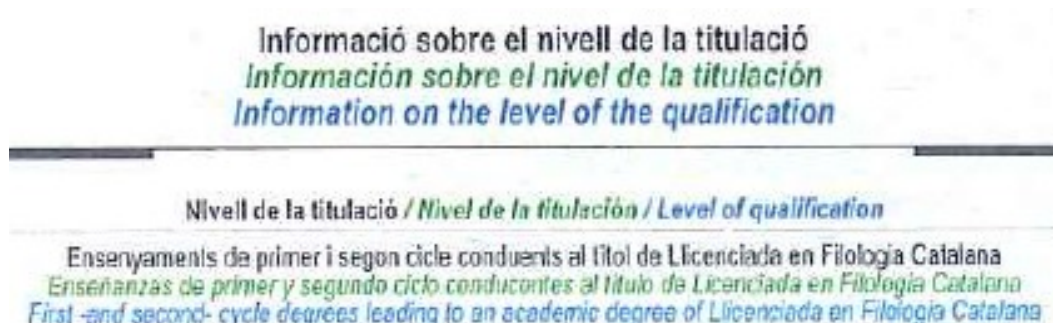 Informació sobre el nivell de la titulació
Información sobre el nivel de la titulación
Information on the level of the qualification
Nivell de la titulació / Nivel de la titulación / Level of qualification
Ensenyaments de primer i segon cicle conduents al títol de Llicenciada en Filologia Catalana
Enseñanzas de primer y segundo ciclo conducentes al título de Licenciada en Filología Catalana
First -and second- cycle degrees leading to an academic degree of Llicenciada en Filologia Catalana